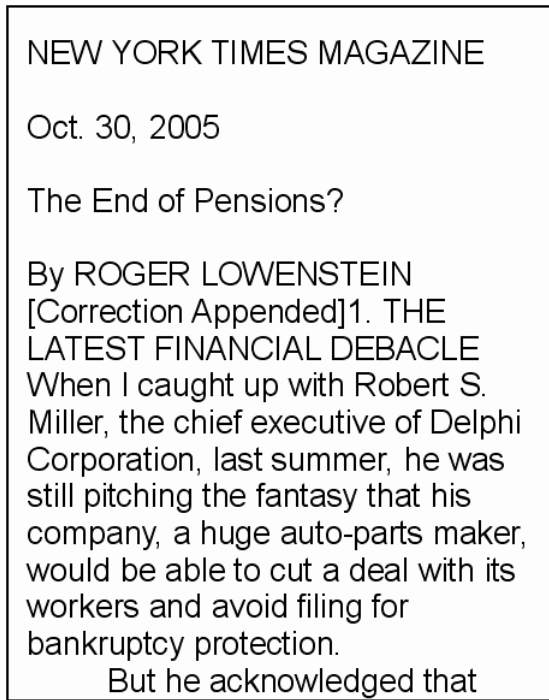 NEW YORK TIMES MAGAZINE
Oct. 30, 2005
The End of Pensions?
By ROGER LOWENSTEIN
[Correction Appended]1. THE
LATEST FINANCIAL DEBACLE
When I caught up with Robert S.
Miller, the chief executive of Delphi
Corporation, last summer, he was
still pitching the fantasy that his
company, a huge auto-parts maker,
would be able to cut a deal with its
workers and avoid filing for
bankruptcy protection.
But he acknowledged that